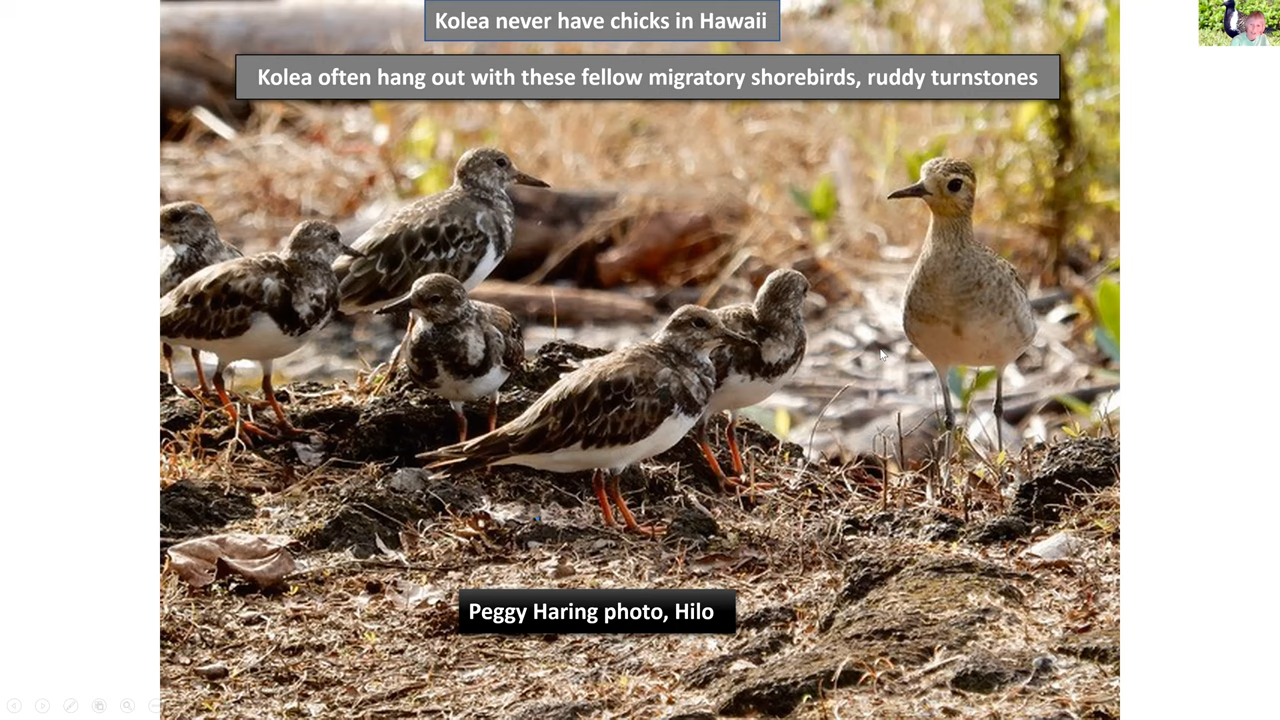 Kolea never have chicks in Hawaii
Kolea often hang out with these fellow migratory shorebirds, ruddy turnstones
Peggy Haring photo, Hilo